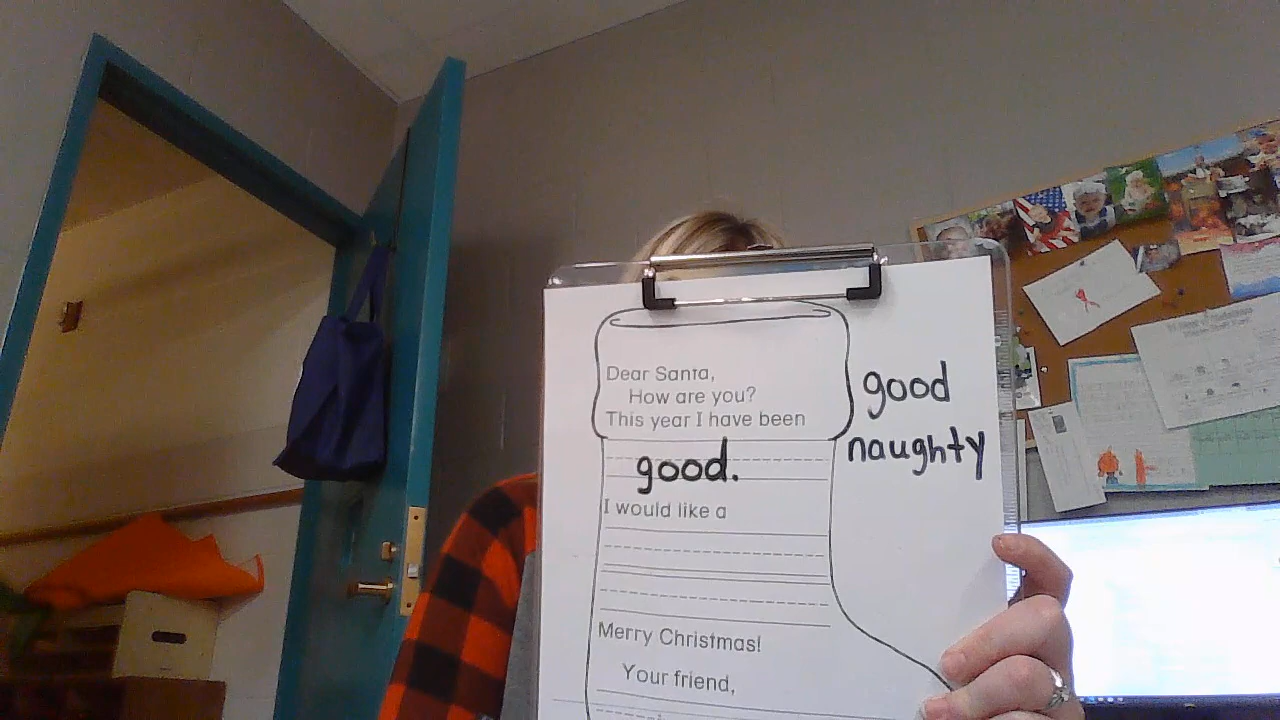 Dear Santa,
How are you?
This year I have been
good.
I would like a
Merry Christmas!
Your friend,
good
naughty